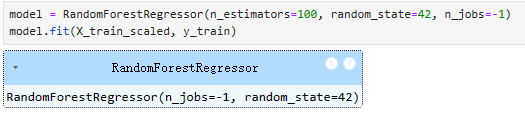 model = RandomForestRegressor(n_estimators=100, random_state=42, n_jobs=-1)
model.fit(X_train_scaled, y_train)
RandomForestRegressor
RandomForestRegressor(n_jobs=-1, random_state=42)